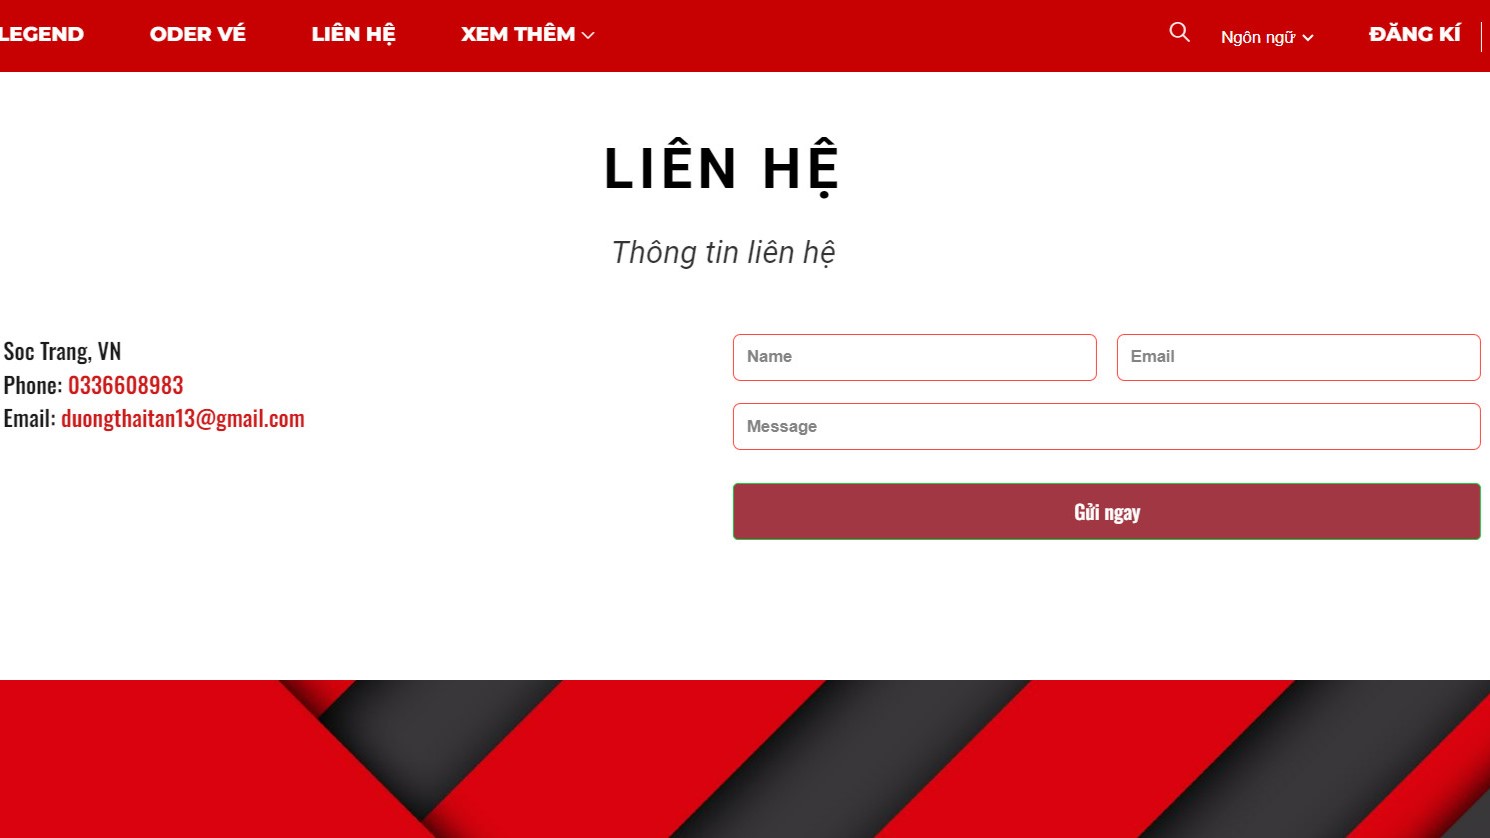 LEGEND ODER VÉ LIÊN HỆ XEM THÊM Ngôn ngữ ĐĂNG KÍ
LIÊN HỆ
Thông tin liên hệ
Soc Trang, VN
Phone: 0336608983
Email: duongthaitan13@gmail.com
Name Email
Message
Gửi ngay